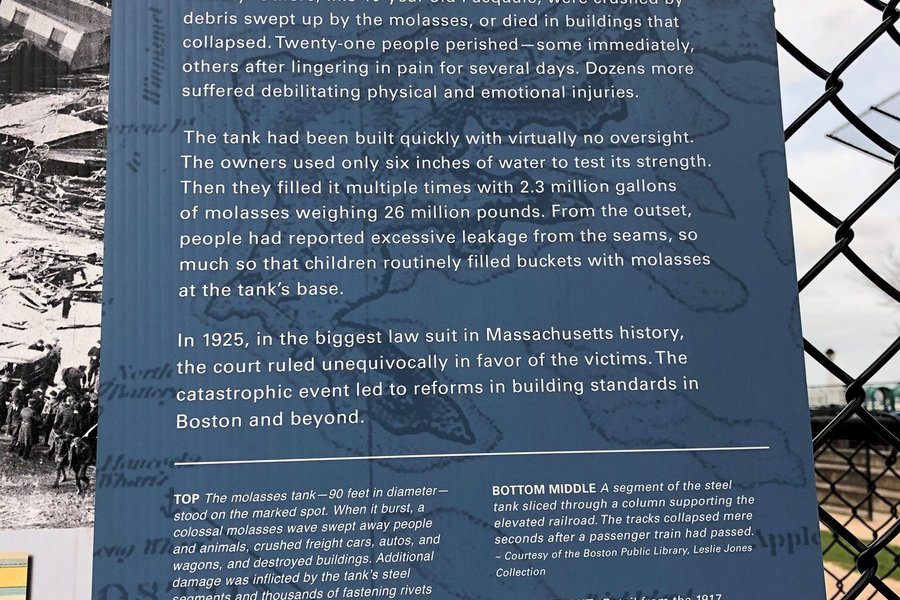 debris swept up by the molasses, or died in buildings that
collapsed. Twenty-one people perished—some immediately,
others after lingering in pain for several days. Dozens more
suffered debilitating physical and emotional injuries.
The tank had been built quickly with virtually no oversight.
The owners used only six inches of water to test its strength.
Then they filled it multiple times with 2.3 million gallons
of molasses weighing 26 million pounds. From the outset,
people had reported excessive leakage from the seams, so
much so that children routinely filled buckets with molasses
at the tank's base.
In 1925, in the biggest law suit in Massachusetts history,
the court ruled unequivocally in favor of the victims. The
catastrophic event led to reforms in building standards in
Boston and beyond.
TOP The molasses tank—90 feet in diameter—
stood on the marked spot. When it burst, a
colossal molasses wave swept away people
and animals, crushed freight cars, autos, and
wagons, and destroyed buildings. Additional
damage was inflicted by the tank's steel
segments and thousands of fastening rivets
BOTTOM MIDDLE A segment of the steel
tank sliced through a column supporting the
elevated railroad. The tracks collapsed mere
seconds after a passenger train had passed.
~ Courtesy of the Boston Public Library, Leslie Jones
Collection
from the 1917